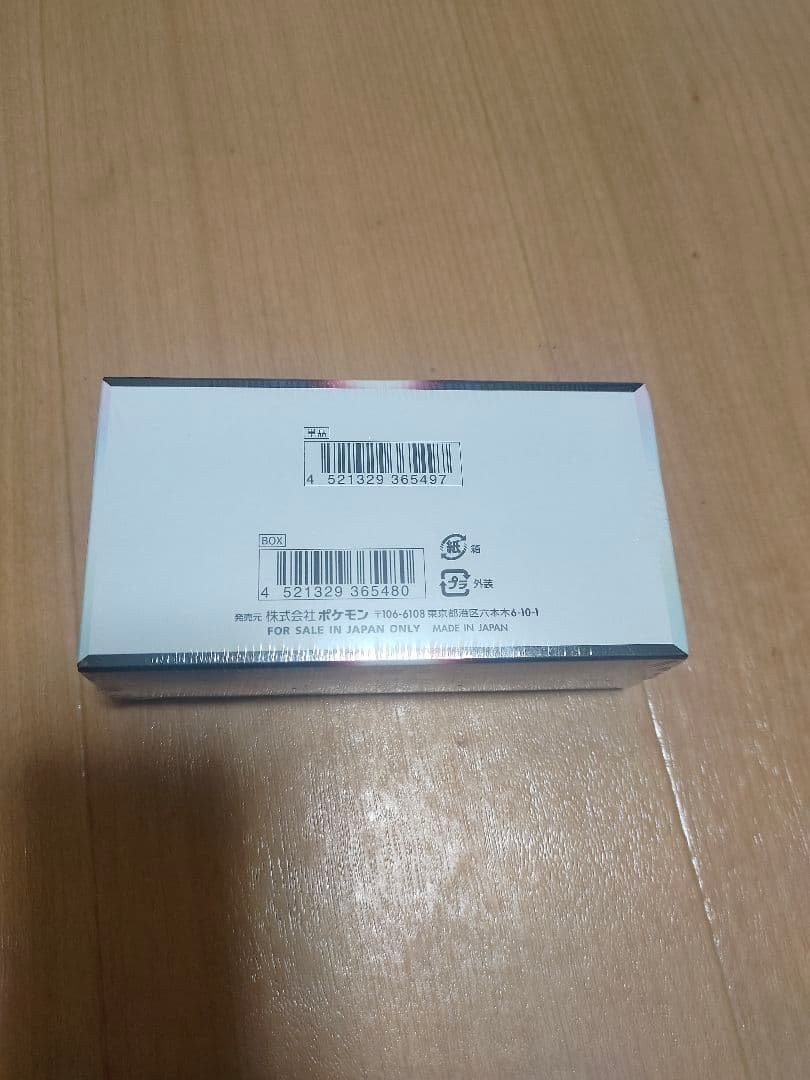 単品
4 521329 365497
BOX
4 521329 365480
紙 箱
プラ 外装
発売元 株式会社 ポケモン 〒106-6108 東京都港区六本木6-10-1
FOR SALE IN JAPAN ONLY MADE IN JAPAN